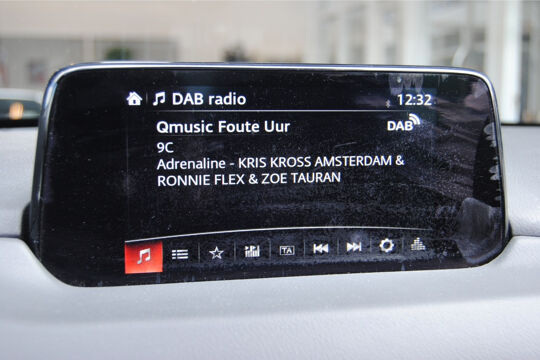 DAB radio 12:32
Qmusic Foute Uur DAB
9C
Adrenaline - KRIS KROSS AMSTERDAM &
RONNIE FLEX & ZOE TAURAN
TA